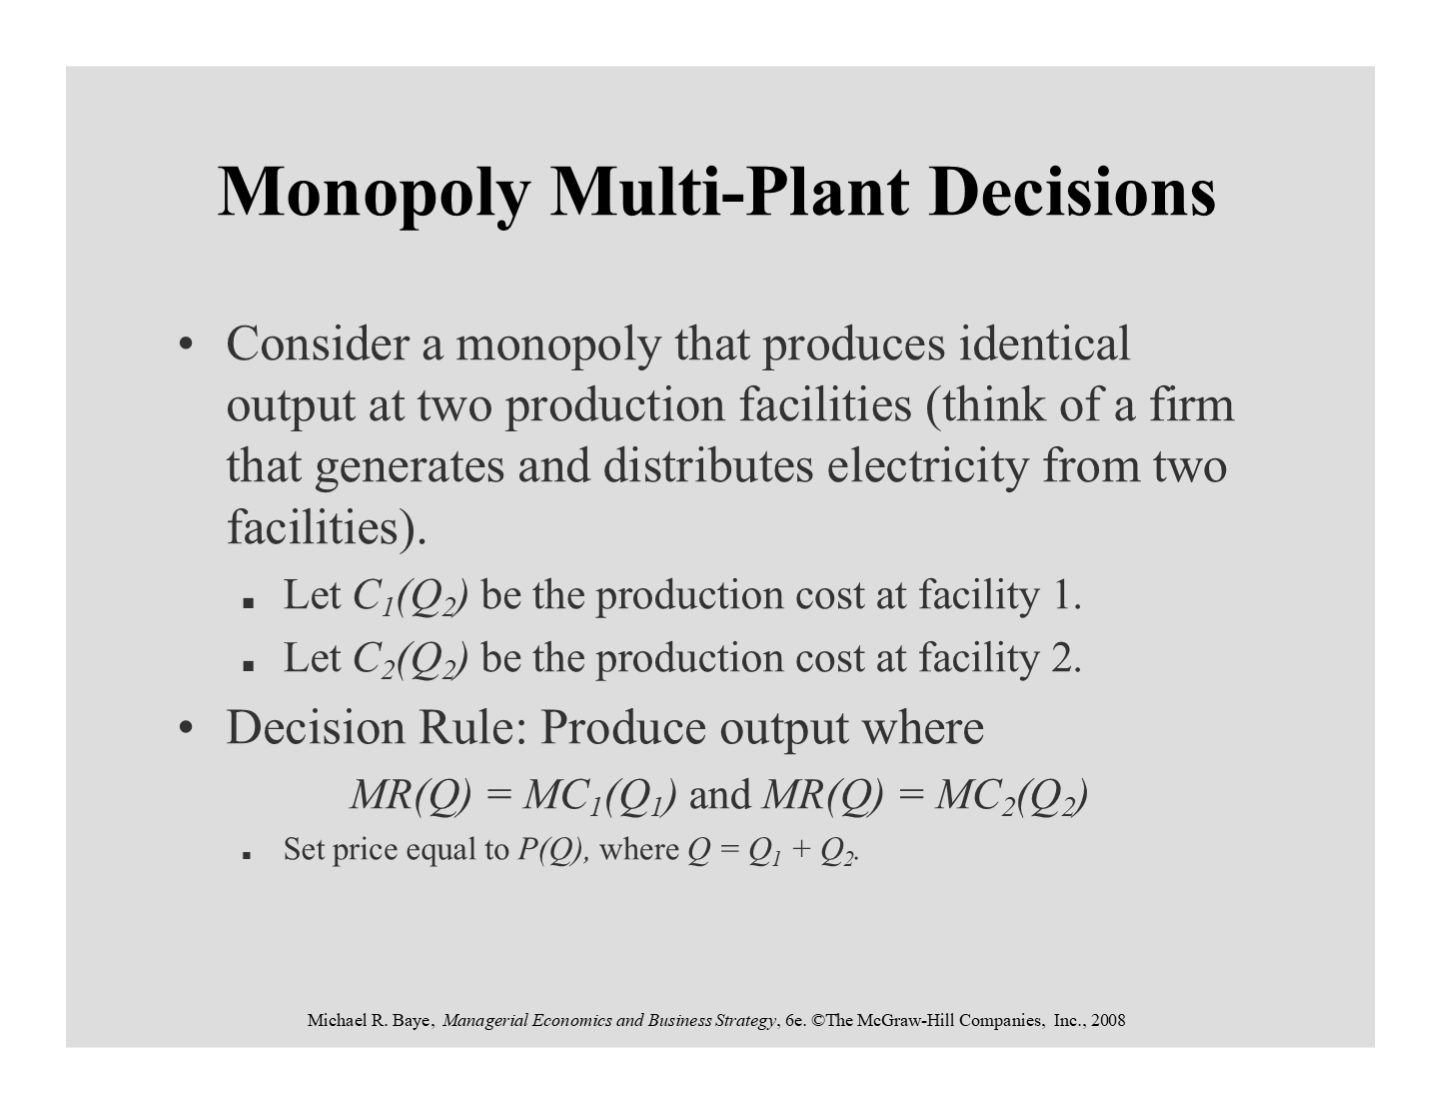 Monopoly Multi-Plant Decisions
• Consider a monopoly that produces identical
output at two production facilities (think of a firm
that generates and distributes electricity from two
facilities).
▪ Let C₁(Q₂) be the production cost at facility 1.
▪ Let C₂(Q₂) be the production cost at facility 2.
• Decision Rule: Produce output where
MR(Q) = MC₁(Q₁) and MR(Q) = MC₂(Q₂)
▪ Set price equal to P(Q), where Q = Q₁ + Q₂.
Michael R. Baye, Managerial Economics and Business Strategy, 6e. ©The McGraw-Hill Companies, Inc., 2008